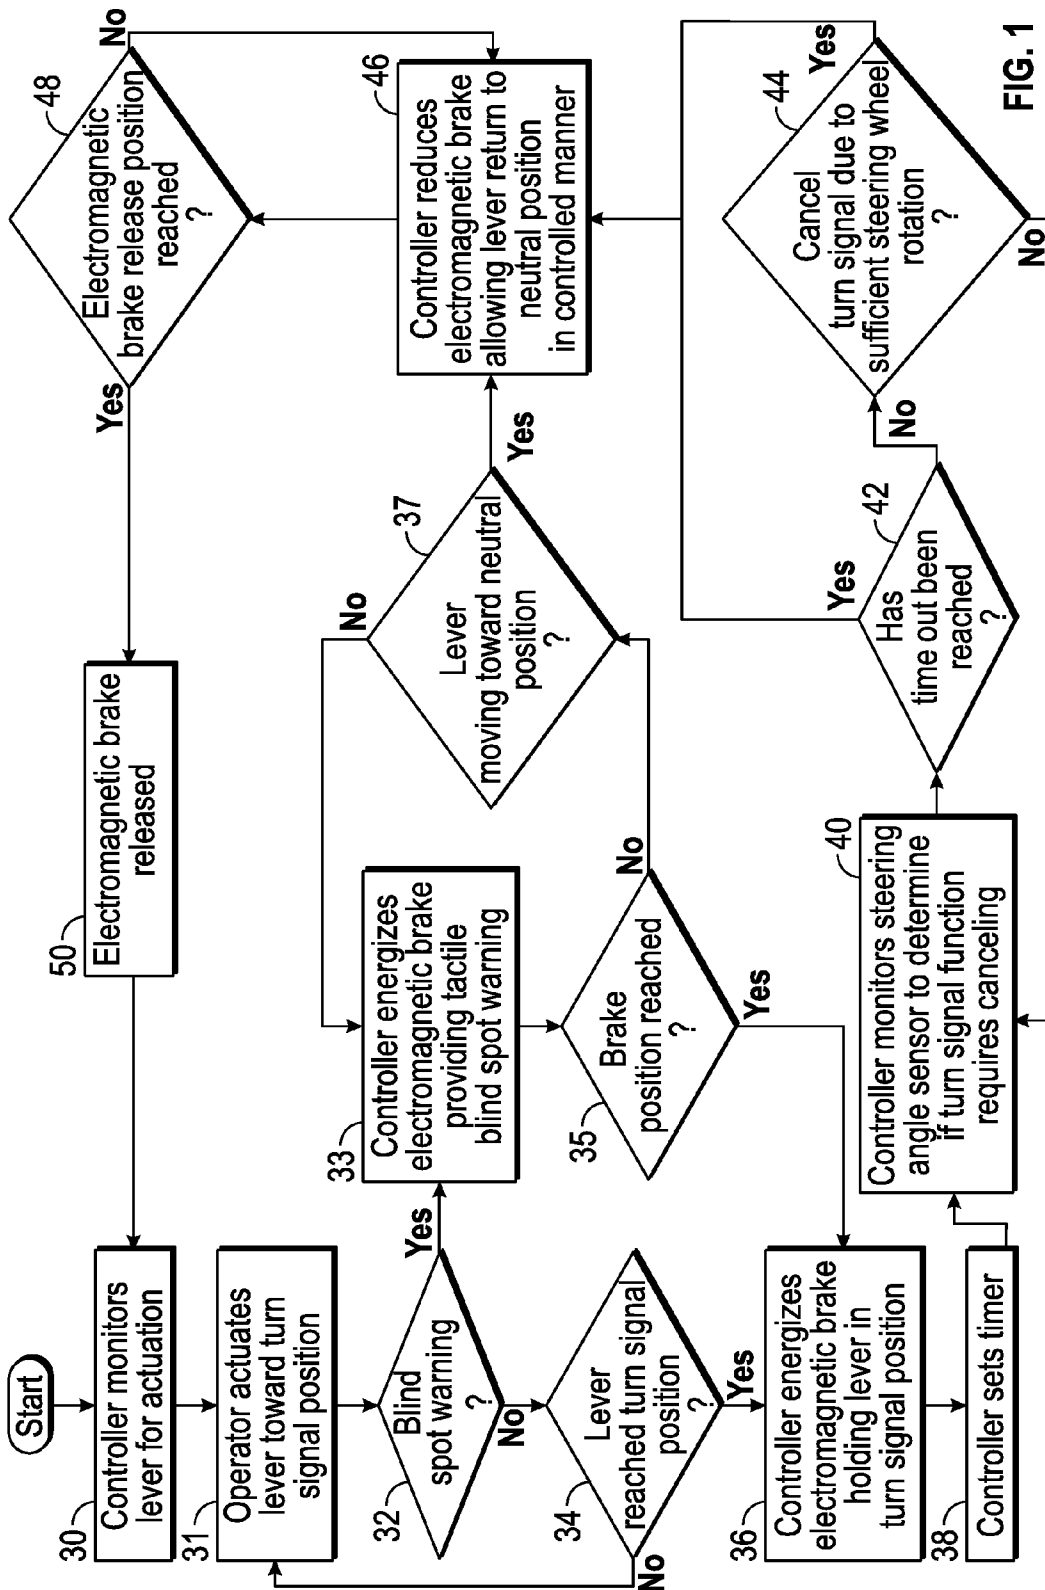 Start
30
Controller monitors
lever for actuation
31
Operator actuates
lever toward turn
signal position
32
Blind
spot warning
?
Yes
No
33
Controller energizes
electromagnetic brake
providing tactile
blind spot warning
34
Lever
reached turn signal
position
?
No
Yes
35
Brake
position reached
?
No
Yes
36
Controller energizes
electromagnetic brake
holding lever in
turn signal position
37
Lever
moving toward neutral
position
?
No
Yes
38
Controller sets timer
40
Controller monitors steering
angle sensor to determine
if turn signal function
requires canceling
42
Has
time out been
reached
?
Yes
No
44
Cancel
turn signal due to
sufficient steering wheel
rotation
?
Yes
No
46
Controller reduces
electromagnetic brake
allowing lever return to
neutral position
in controlled manner
48
Electromagnetic
brake release position
reached
?
No
Yes
50
Electromagnetic brake
released
FIG. 1